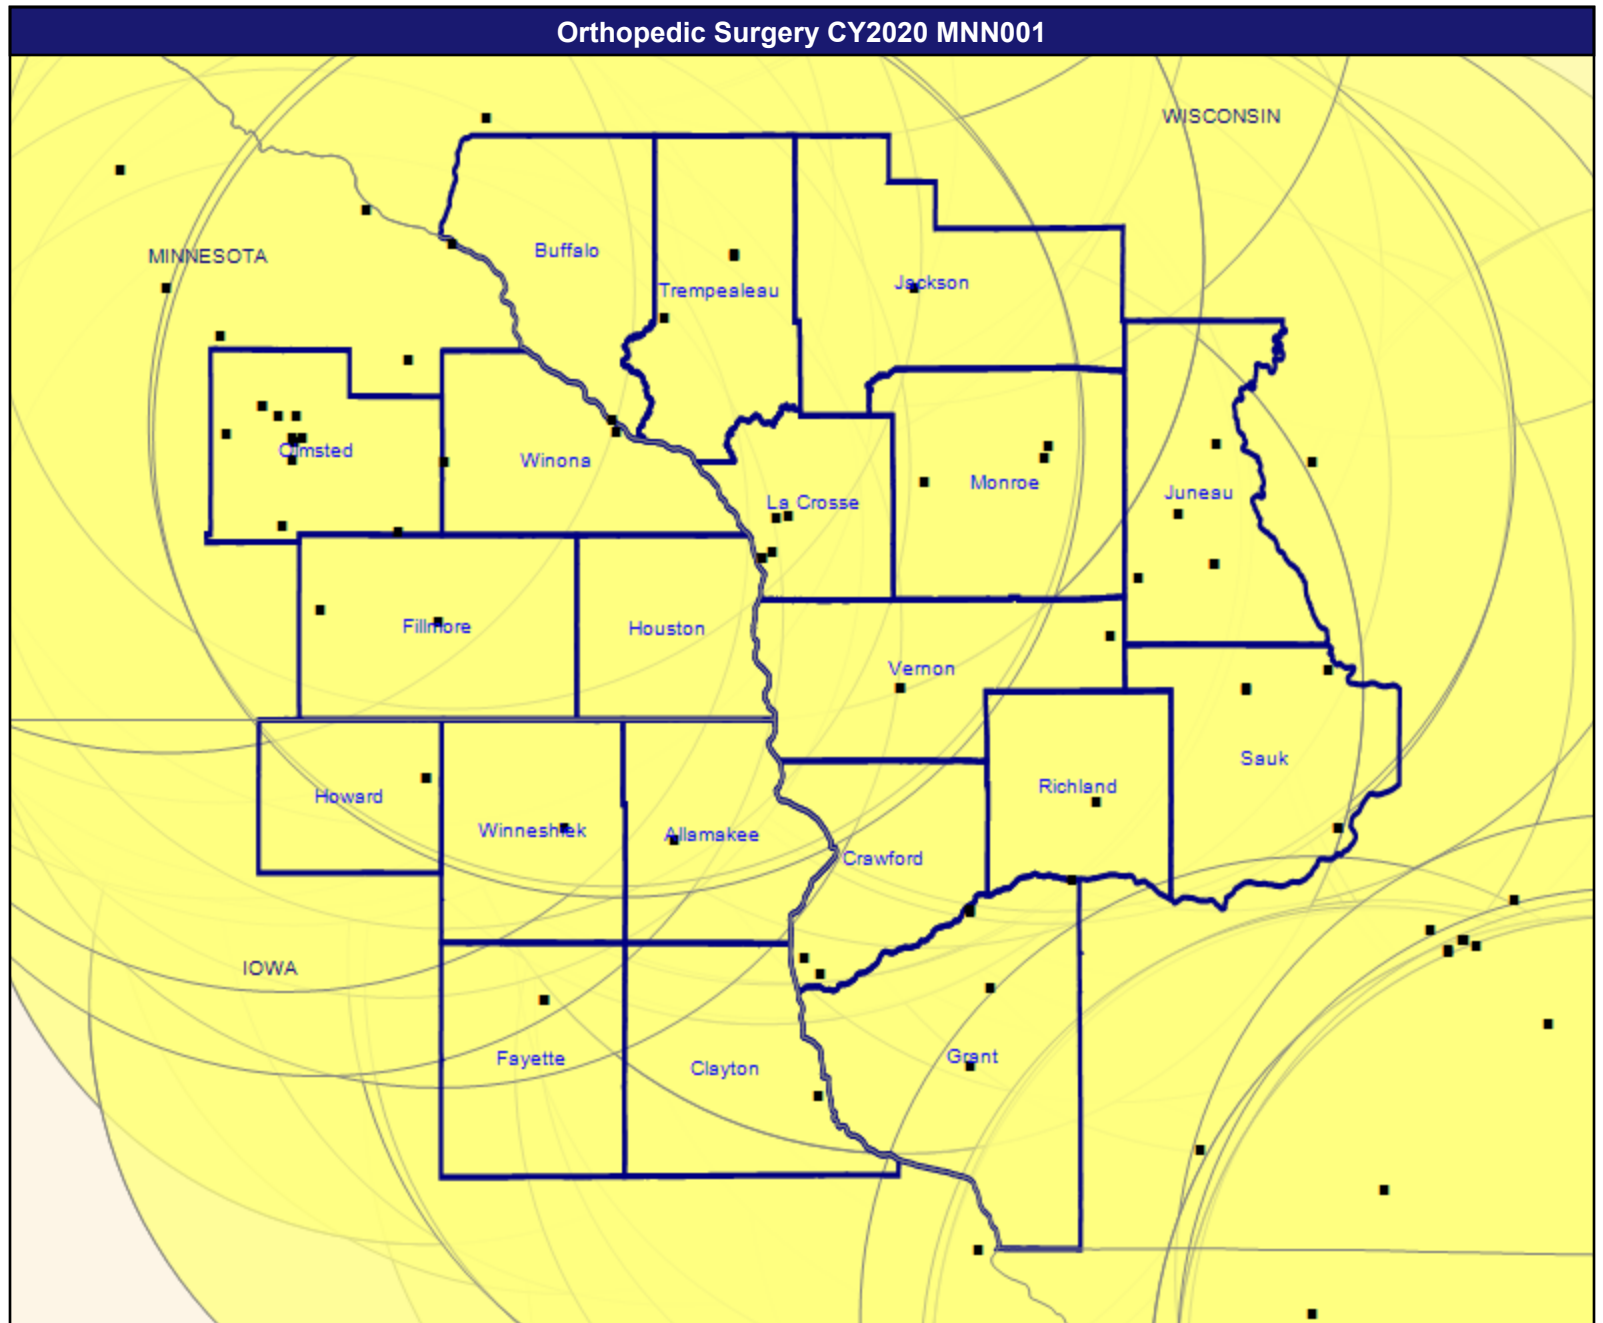 Orthopedic Surgery CY2020 MNN001
WISCONSIN
MINNESOTA
Buffalo
Trempealeau
Jackson
Olmsted
Winona
La Crosse
Monroe
Juneau
Fillmore
Houston
Vernon
Sauk
Richland
Howard
Winneshiek
Allamakee
Crawford
IOWA
Fayette
Clayton
Grant